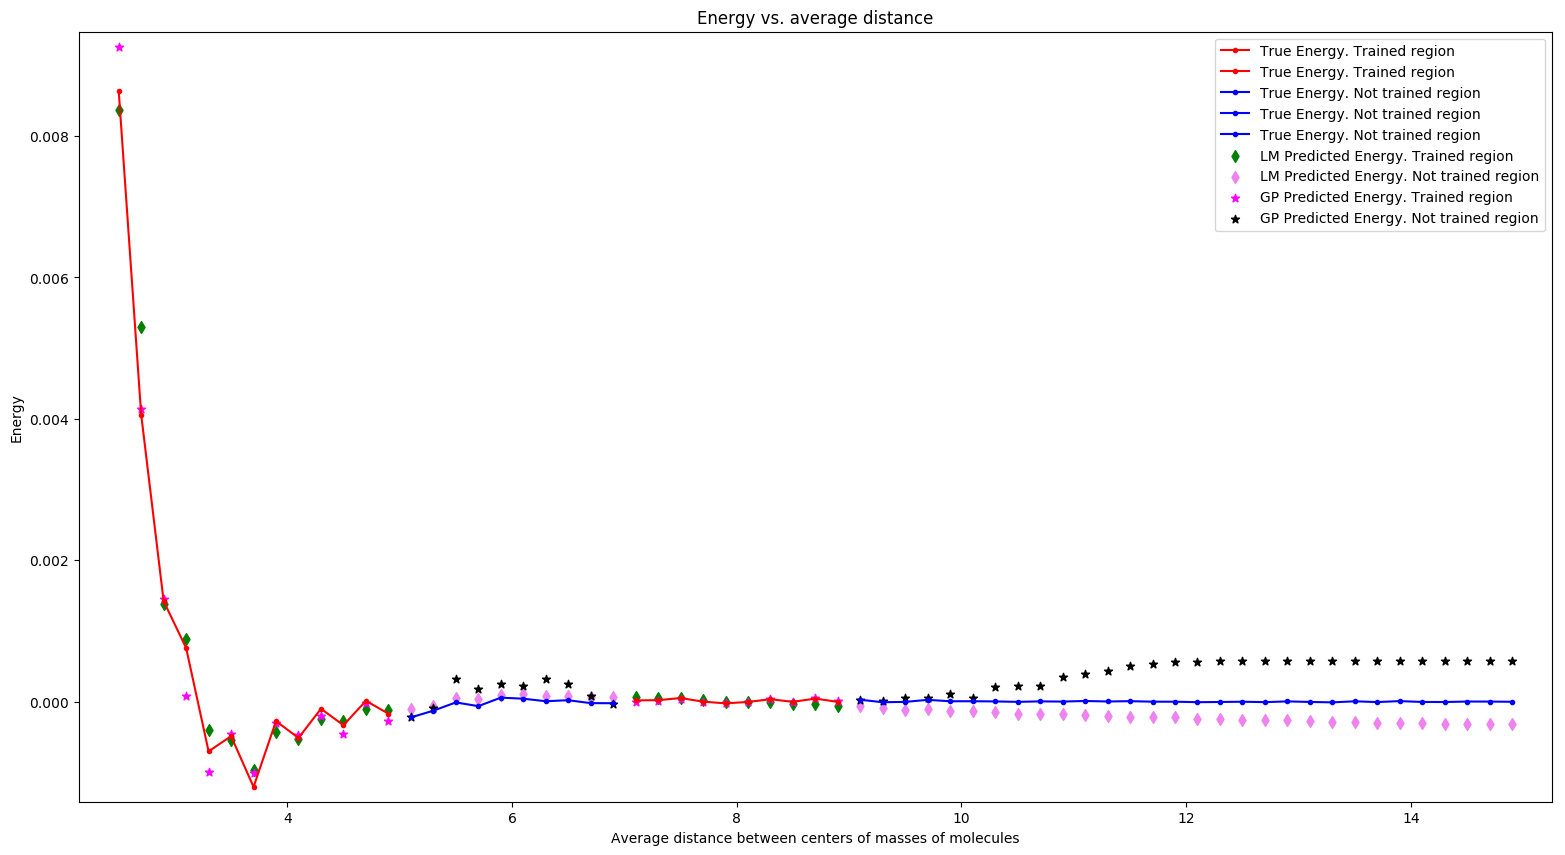 Energy vs. average distance
True Energy. Trained region
True Energy. Trained region
True Energy. Not trained region
True Energy. Not trained region
True Energy. Not trained region
LM Predicted Energy. Trained region
LM Predicted Energy. Not trained region
GP Predicted Energy. Trained region
GP Predicted Energy. Not trained region
0.008
0.006
0.004
0.002
0.000
Energy
4 6 8 10 12 14
Average distance between centers of masses of molecules